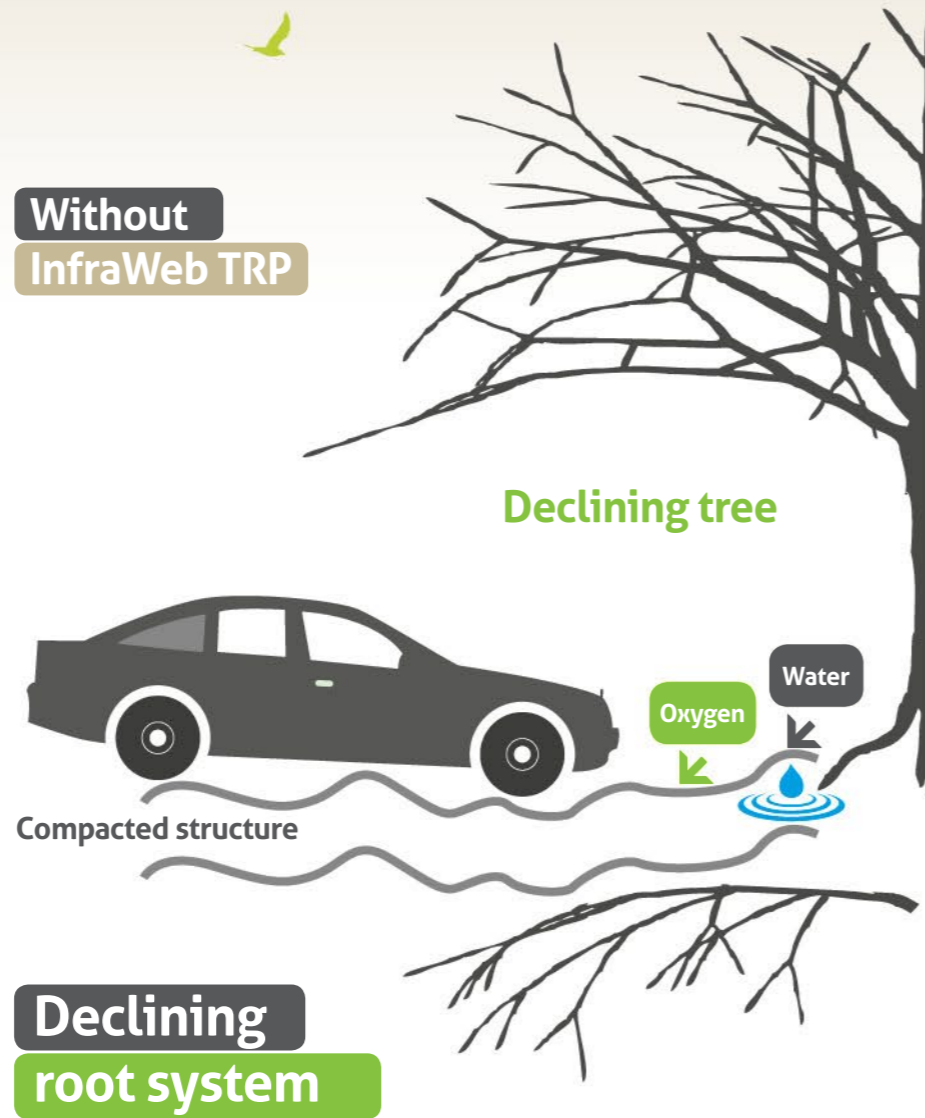 Without
InfraWeb TRP
Declining tree
Water
Oxygen
Compacted structure
Declining
root system